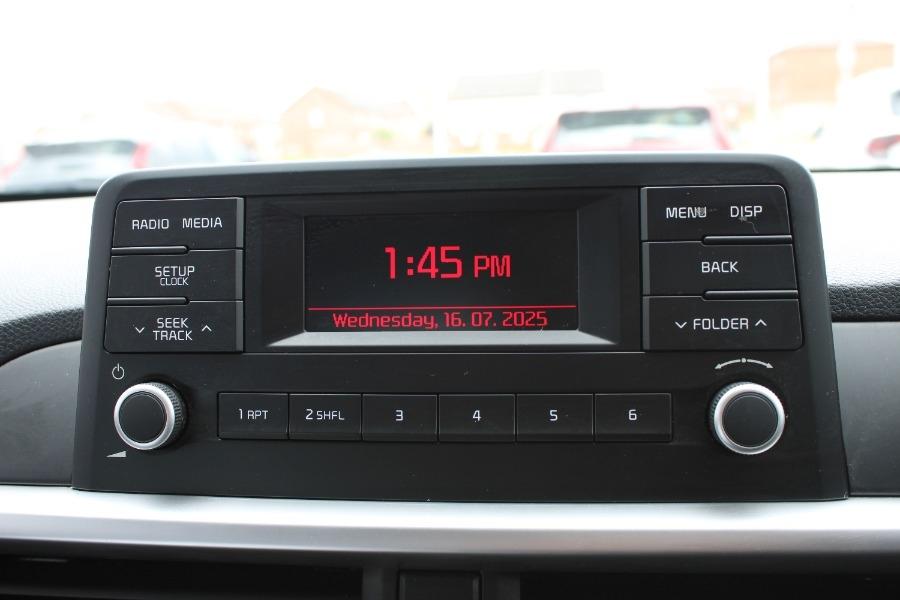 RADIO MEDIA
SETUP
CLOCK
SEEK
TRACK
1:45 PM
Wednesday, 16. 07. 2025
MENU DISP
BACK
FOLDER
1 RPT
2 SHFL
3
4
5
6